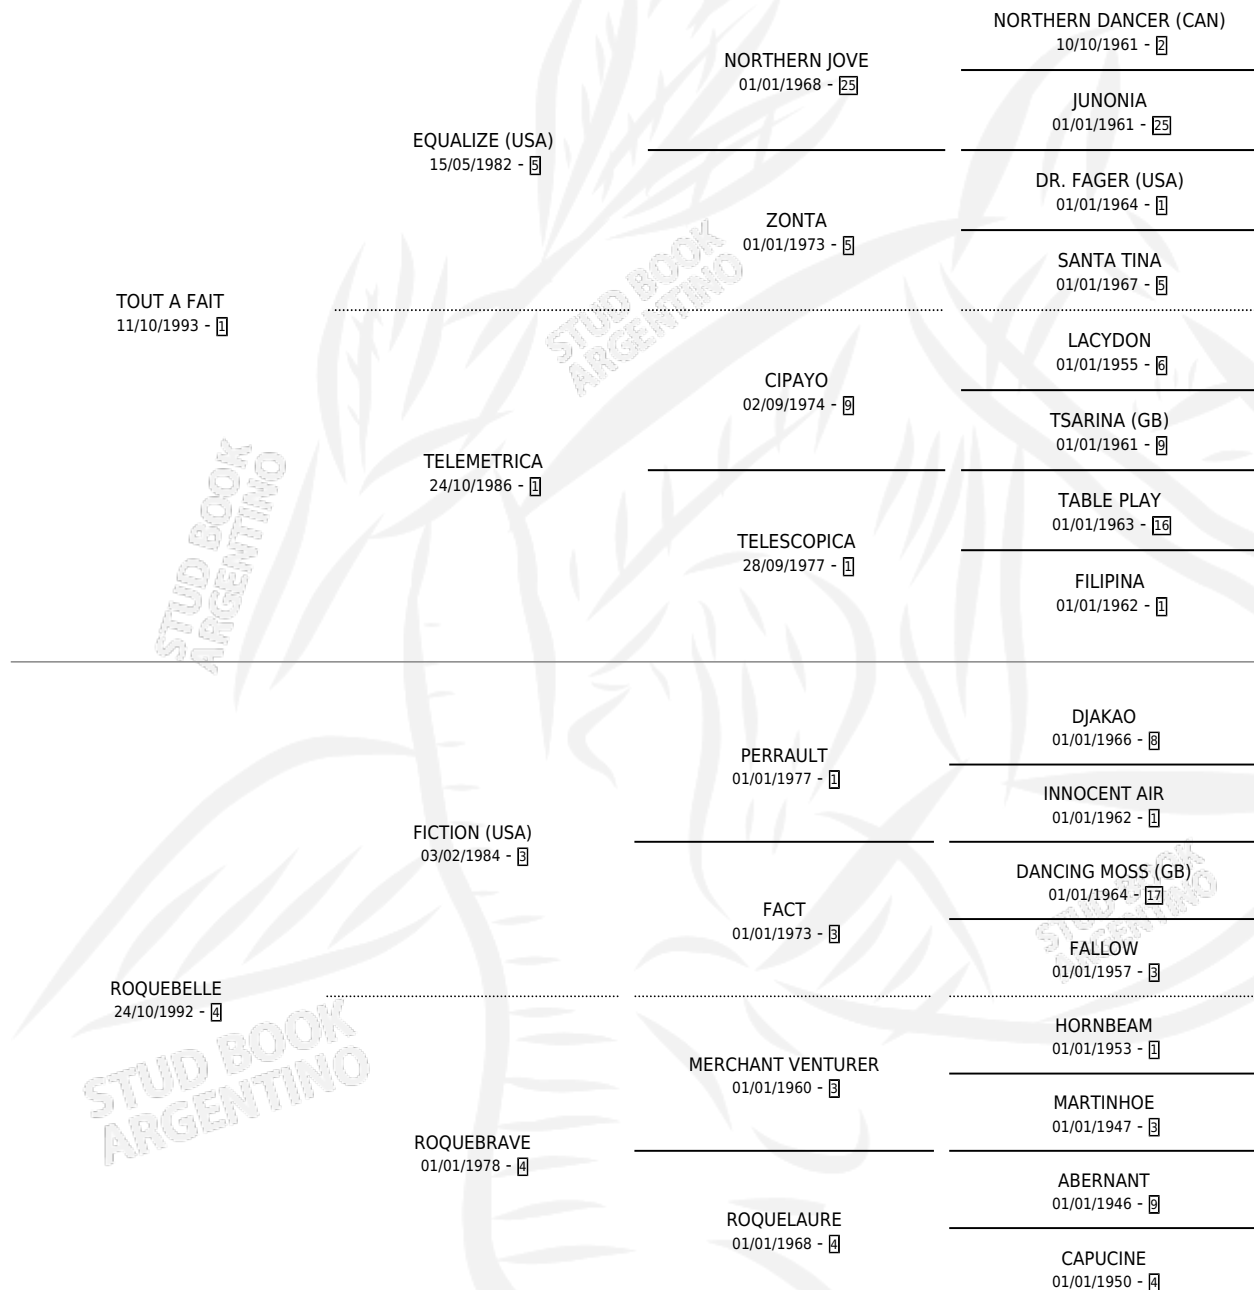 NORTHERN DANCER (CAN)
10/10/1961 - 2
NORTHERN JOVE
01/01/1968 - 25
JUNONIA
01/01/1961 - 25
EQUALIZE (USA)
15/05/1982 - 5
DR. FAGER (USA)
01/01/1964 - 1
ZONTA
01/01/1973 - 5
SANTA TINA
01/01/1967 - 5
STUD BOOK
ARGENTINO
TOUT A FAIT
11/10/1993 - 1
LACYDON
01/01/1955 - 6
CIPAYO
02/09/1974 - 9
TSARINA (GB)
01/01/1961 - 9
TELEMETRICA
24/10/1986 - 1
TABLE PLAY
01/01/1963 - 16
TELESCOPICA
28/09/1977 - 1
FILIPINA
01/01/1962 - 1
STUD BOOK
ARGENTINO
DJAKAO
01/01/1966 - 8
PERRAULT
01/01/1977 - 1
INNOCENT AIR
01/01/1962 - 1
FICTION (USA)
03/02/1984 - 3
DANCING MOSS (GB)
01/01/1964 - 17
FACT
01/01/1973 - 3
STUD BOOK
ARGENTINO
FALLOW
01/01/1957 - 3
ROQUEBELLE
24/10/1992 - 4
HORNBEAM
01/01/1953 - 1
MERCHANT VENTURER
01/01/1960 - 3
MARTINHOE
01/01/1947 - 3
STUD BOOK
ARGENTINO
ROQUEBRAVE
01/01/1978 - 4
ABERNANT
01/01/1946 - 9
ROQUELAURE
01/01/1968 - 4
CAPUCINE
01/01/1950 - 4